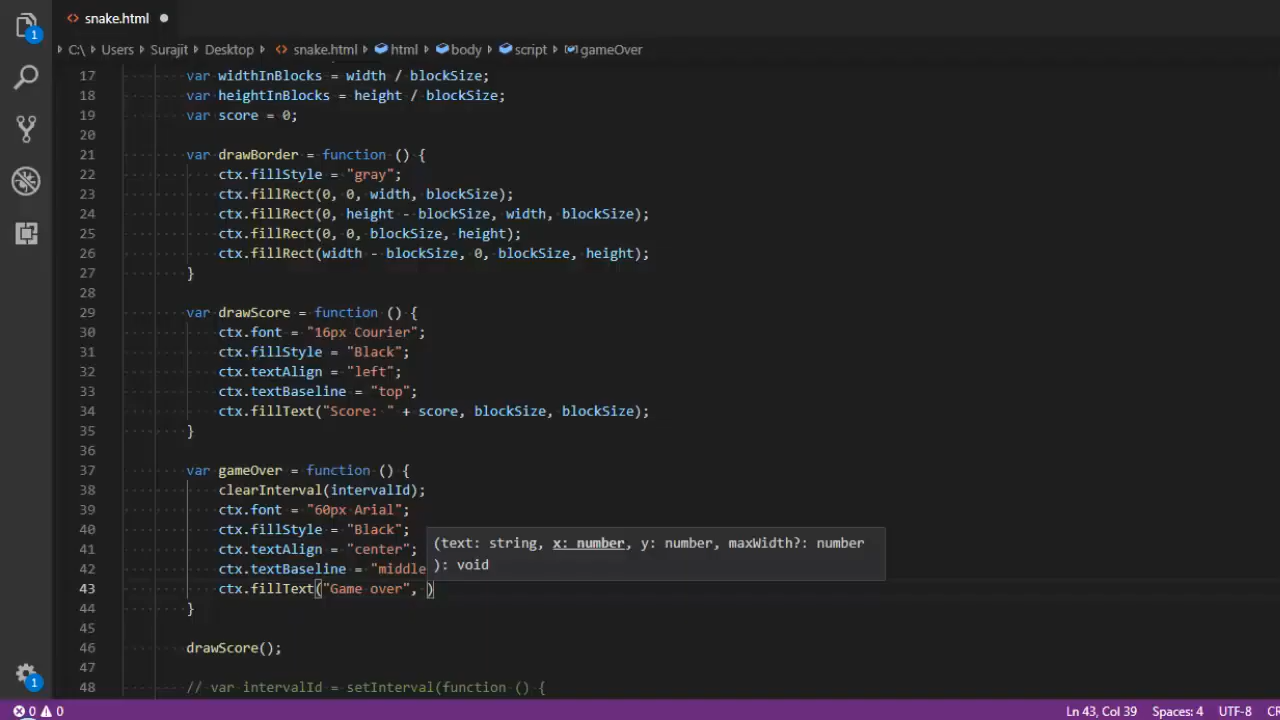 snake.html
1
C:\ Users Surajit Desktop snake.html html body script gameOver
17 var widthInBlocks = width / blockSize;
18 var heightInBlocks = height / blockSize;
19 var score = 0;
20
21 var drawBorder = function () {
22 ctx.fillStyle = "gray";
23 ctx.fillRect(0, 0, width, blockSize);
24 ctx.fillRect(0, height - blockSize, width, blockSize);
25 ctx.fillRect(0, 0, blockSize, height);
26 ctx.fillRect(width - blockSize, 0, blockSize, height);
27 }
28
29 var drawScore = function () {
30 ctx.font = "16px Courier";
31 ctx.fillStyle = "Black";
32 ctx.textAlign = "left";
33 ctx.textBaseline = "top";
34 ctx.fillText("Score: " + score, blockSize, blockSize);
35 }
36
37 var gameOver = function () {
38 clearInterval(intervalId);
39 ctx.font = "60px Arial";
40 ctx.fillStyle = "Black";
41 ctx.textAlign = "center";
(text: string, x: number, y: number, maxWidth?: number
): void
42 ctx.textBaseline = "middle
43 ctx.fillText("Game over", )
44 }
45
46 drawScore();
47
48 // var intervalId = setInterval(function () {
1
0 0 Ln 43, Col 39 Spaces: 4 UTF-8 CR